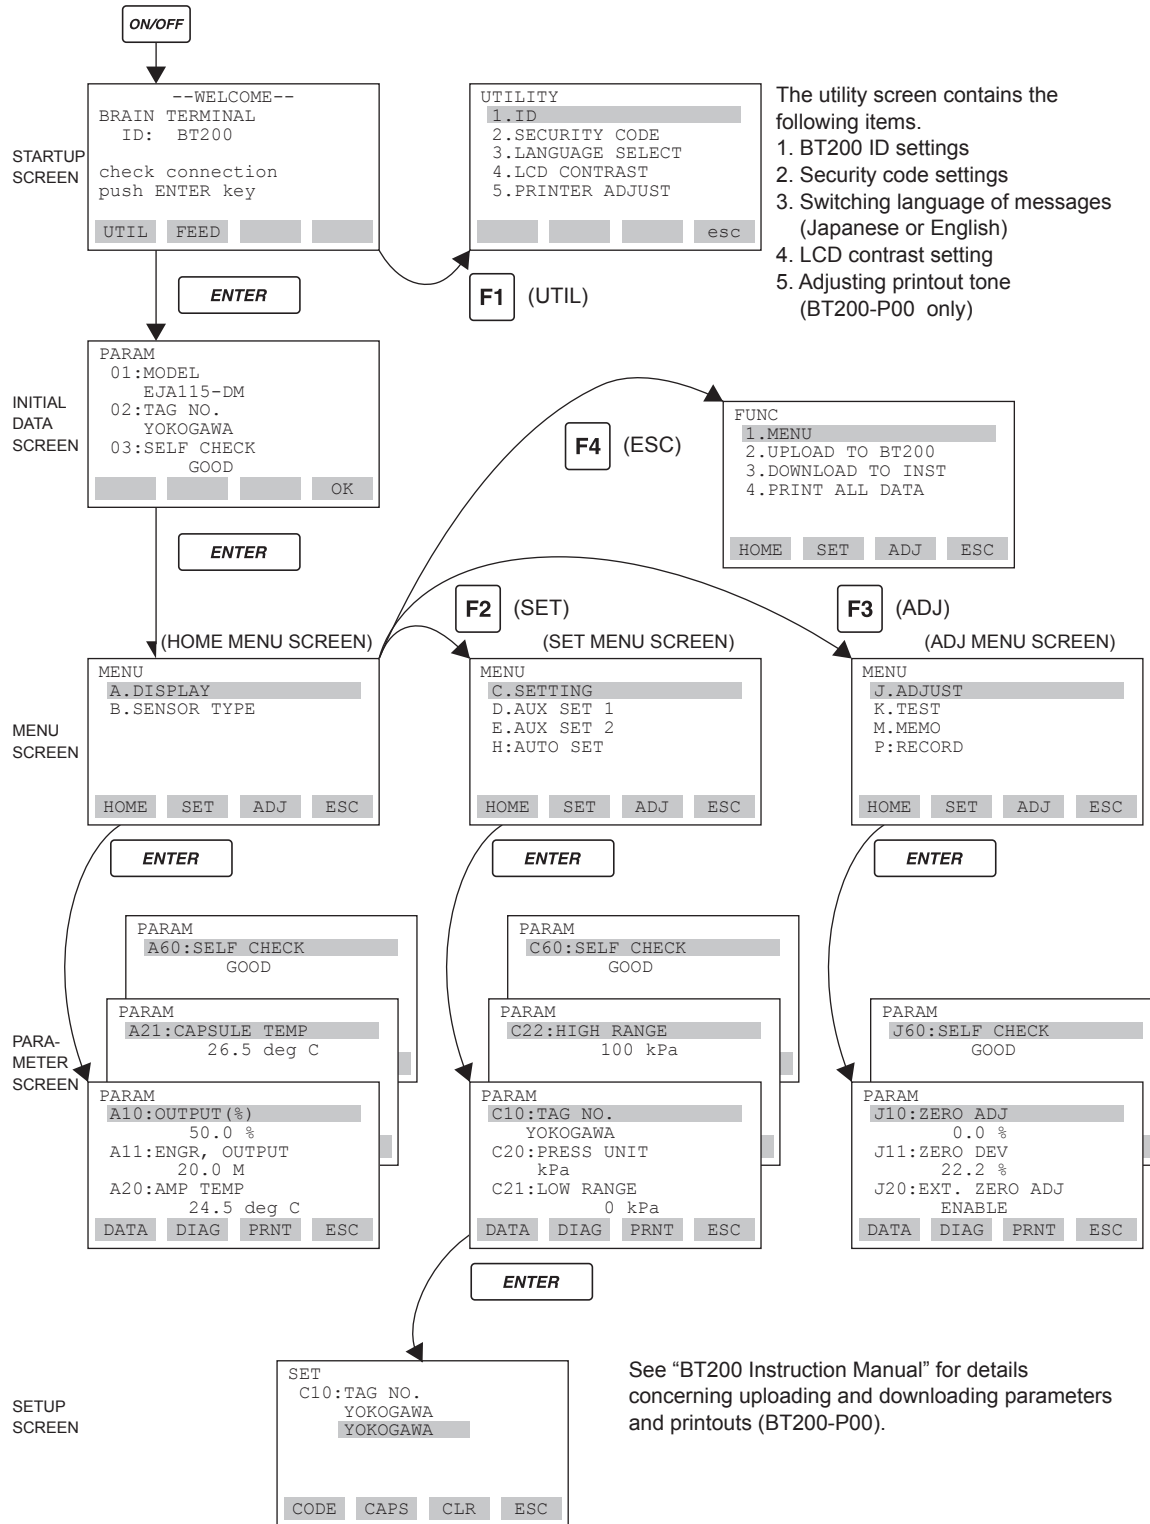 ON/OFF
STARTUP
SCREEN
--WELCOME--
BRAIN TERMINAL
ID: BT200
check connection
push ENTER key
UTIL FEED
UTILITY
1.ID
2.SECURITY CODE
3.LANGUAGE SELECT
4.LCD CONTRAST
5.PRINTER ADJUST
esc
The utility screen contains the
following items.
1. BT200 ID settings
2. Security code settings
3. Switching language of messages
(Japanese or English)
4. LCD contrast setting
5. Adjusting printout tone
(BT200-P00 only)
ENTER
F1 (UTIL)
INITIAL
DATA
SCREEN
PARAM
01:MODEL
EJA115-DM
02:TAG NO.
YOKOGAWA
03:SELF CHECK
GOOD
OK
F4 (ESC)
FUNC
1.MENU
2.UPLOAD TO BT200
3.DOWNLOAD TO INST
4.PRINT ALL DATA
HOME SET ADJ ESC
ENTER
F2 (SET)
F3 (ADJ)
(HOME MENU SCREEN)
(SET MENU SCREEN)
(ADJ MENU SCREEN)
MENU
SCREEN
MENU
A.DISPLAY
B.SENSOR TYPE
HOME SET ADJ ESC
MENU
C.SETTING
D.AUX SET 1
E.AUX SET 2
H:AUTO SET
HOME SET ADJ ESC
MENU
J.ADJUST
K.TEST
M.MEMO
P:RECORD
HOME SET ADJ ESC
ENTER
ENTER
ENTER
PARA-
METER
SCREEN
PARAM
A60:SELF CHECK
GOOD
PARAM
A21:CAPSULE TEMP
26.5 deg C
PARAM
A10:OUTPUT(%)
50.0 %
A11:ENGR, OUTPUT
20.0 M
A20:AMP TEMP
24.5 deg C
DATA DIAG PRNT ESC
PARAM
C60:SELF CHECK
GOOD
PARAM
C22:HIGH RANGE
100 kPa
PARAM
C10:TAG NO.
YOKOGAWA
C20:PRESS UNIT
kPa
C21:LOW RANGE
0 kPa
DATA DIAG PRNT ESC
PARAM
J60:SELF CHECK
GOOD
PARAM
J10:ZERO ADJ
0.0 %
J11:ZERO DEV
22.2 %
J20:EXT. ZERO ADJ
ENABLE
DATA DIAG PRNT ESC
ENTER
SETUP
SCREEN
SET
C10:TAG NO.
YOKOGAWA
YOKOGAWA
CODE CAPS CLR ESC
See “BT200 Instruction Manual” for details
concerning uploading and downloading parameters
and printouts (BT200-P00).